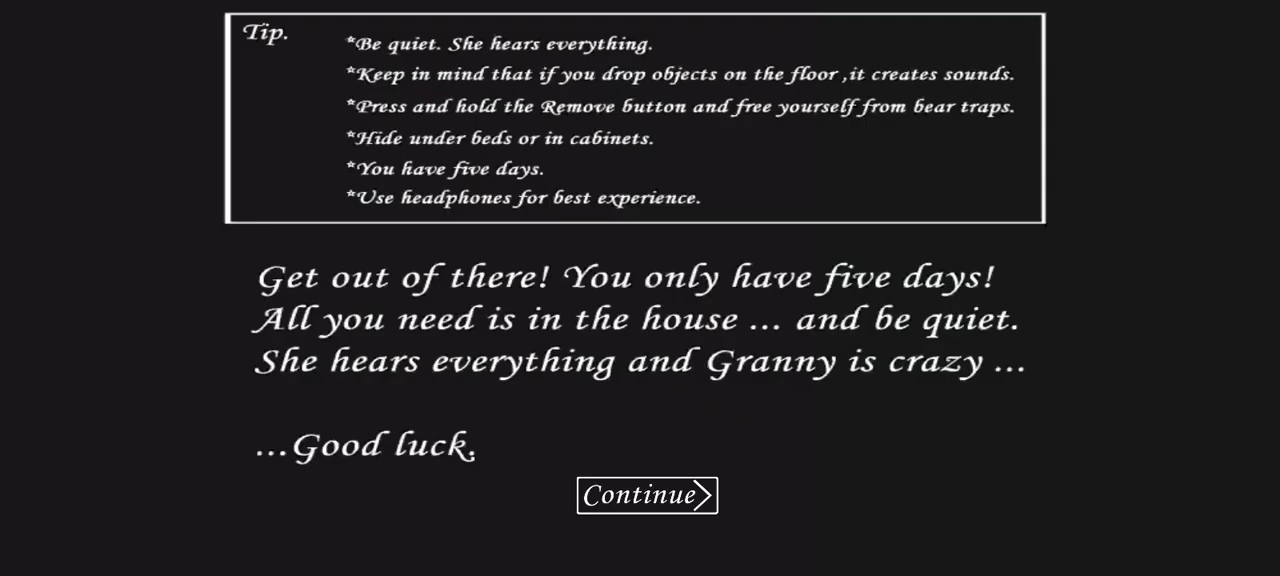 Tip.
*Be quiet. She hears everything.
*Keep in mind that if you drop objects on the floor ,it creates sounds.
*Press and hold the Remove button and free yourself from bear traps.
*Hide under beds or in cabinets.
*You have five days.
*Use headphones for best experience.
Get out of there! You only have five days!
All you need is in the house ... and be quiet.
She hears everything and Granny is crazy ...
...Good luck.
Continue>